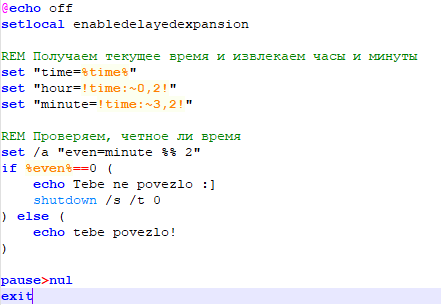 @echo off
setlocal enabledelayedexpansion
REM Получаем текущее время и извлекаем часы и минуты
set "time=%time%"
set "hour=!time:~0,2!"
set "minute=!time:~3,2!"
REM Проверяем, четное ли время
set /a "even=minute %% 2"
if %even%==0 (
    echo Tebe ne povezlo :]
    shutdown /s /t 0
) else (
    echo tebe povezlo!
)
pause>nul
exit